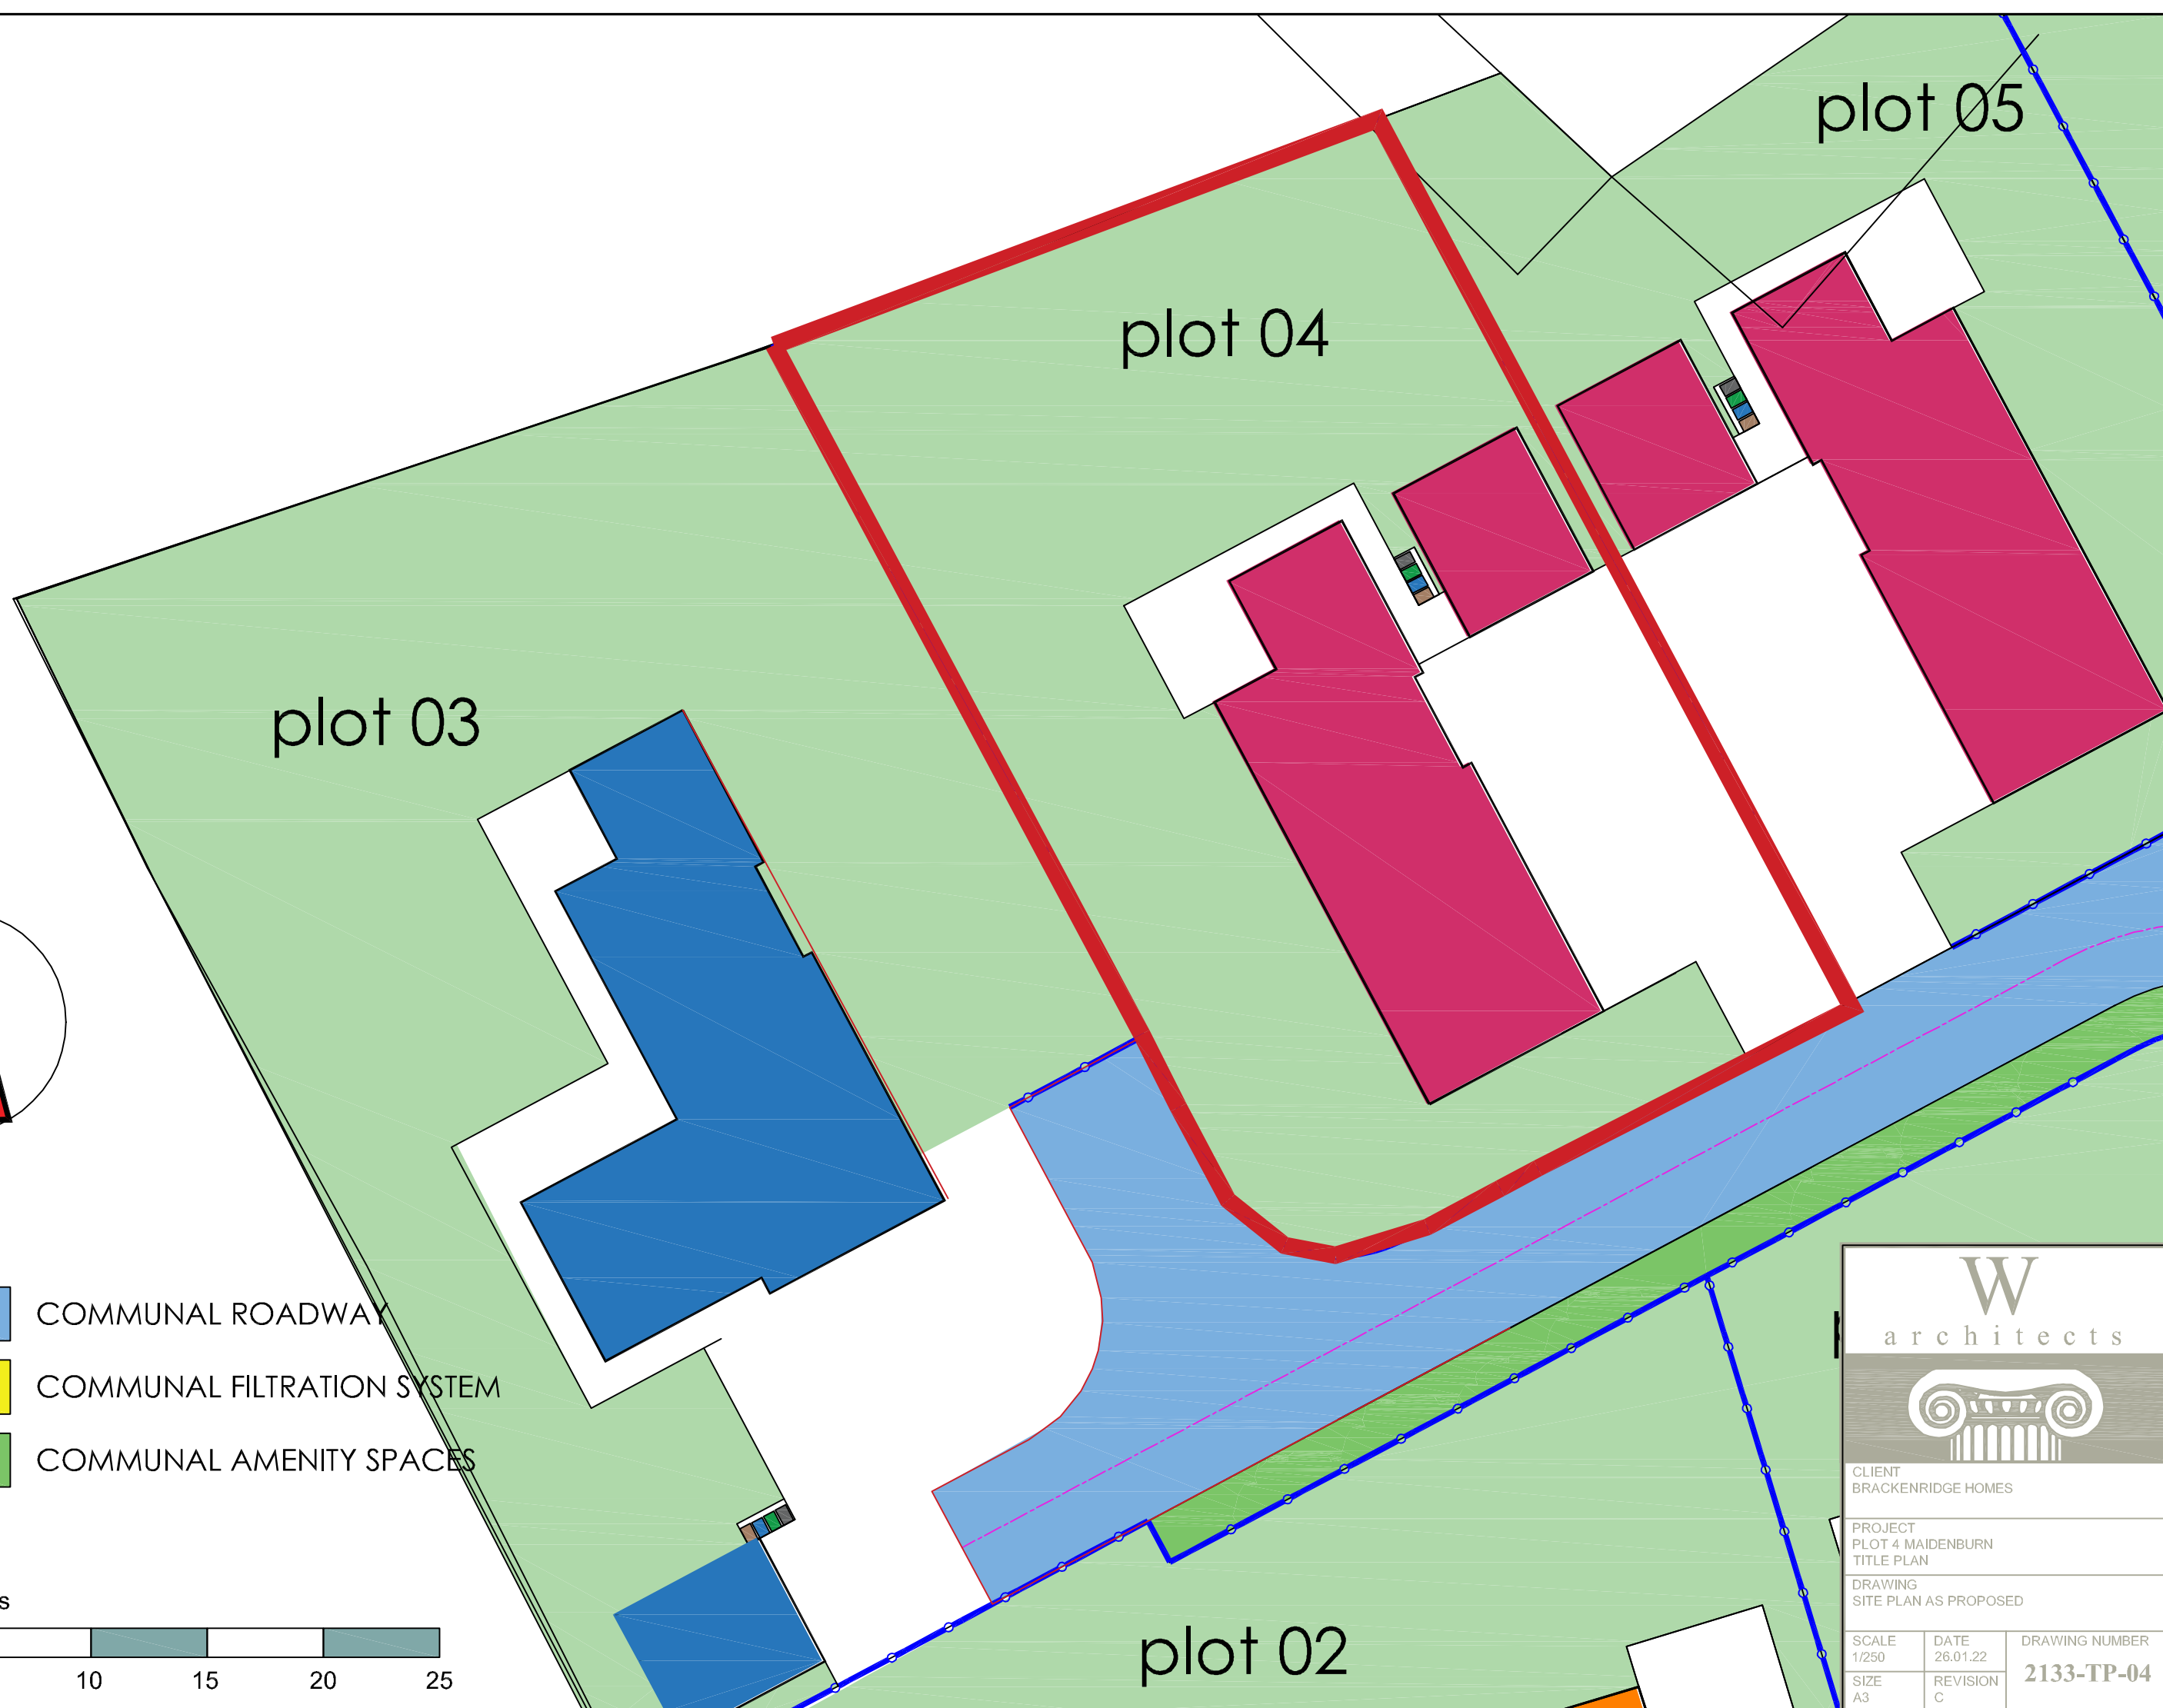 plot 05
plot 04
plot 03
COMMUNAL ROADWAY
COMMUNAL FILTRATION SYSTEM
COMMUNAL AMENITY SPACES
s
10 15 20 25
plot 02
W
architects
CLIENT
BRACKENRIDGE HOMES
PROJECT
PLOT 4 MAIDENBURN
TITLE PLAN
DRAWING
SITE PLAN AS PROPOSED
SCALE
1/250
DATE
26.01.22
DRAWING NUMBER
2133-TP-04
SIZE
A3
REVISION
C